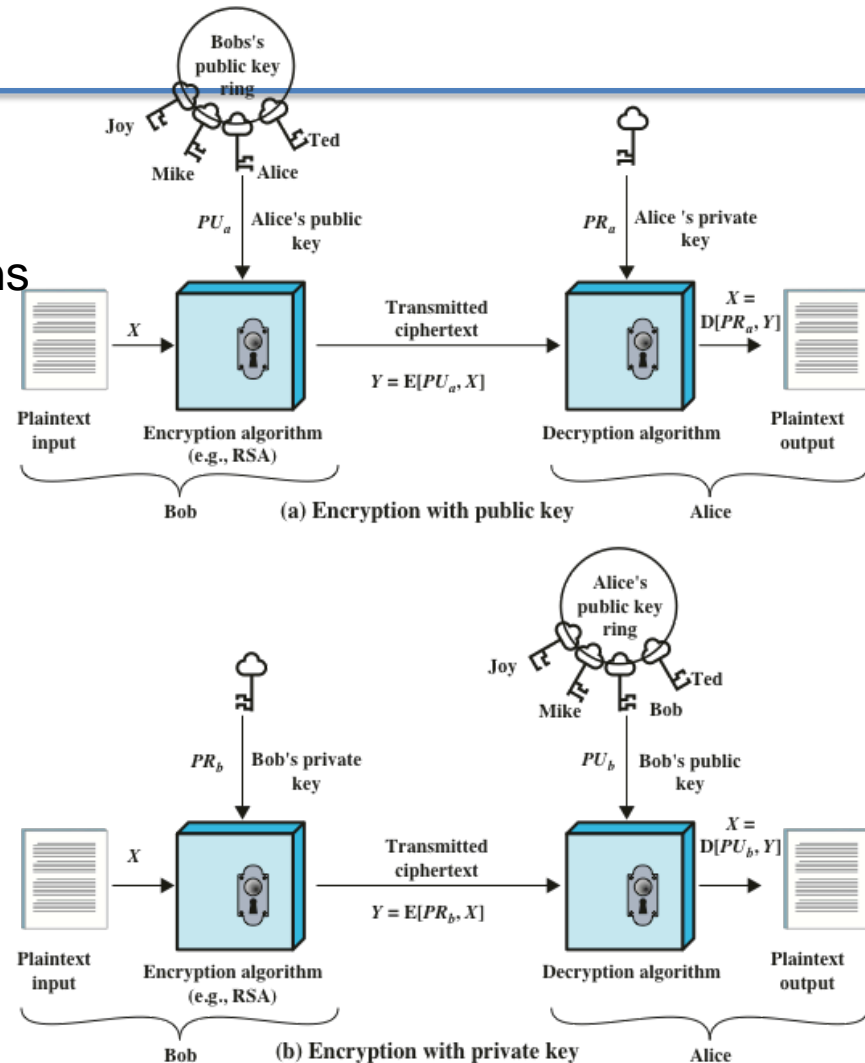 Bobs's
public key
ring
Joy
Ted
Mike
Alice
PUa
Alice's public
key
PRa
Alice 's private
key
ns
X
Transmitted
ciphertext
X =
D[PRa, Y]
Y = E[PUa, X]
Plaintext
input
Encryption algorithm
(e.g., RSA)
Decryption algorithm
Plaintext
output
Bob
(a) Encryption with public key
Alice
Alice's
public key
ring
Joy
Ted
Mike
Bob
PRb
Bob's private
key
PUb
Bob's public
key
X
Transmitted
ciphertext
X =
D[PUb, Y]
Y = E[PRb, X]
Plaintext
input
Encryption algorithm
(e.g., RSA)
Decryption algorithm
Plaintext
output
Bob
(b) Encryption with private key
Alice